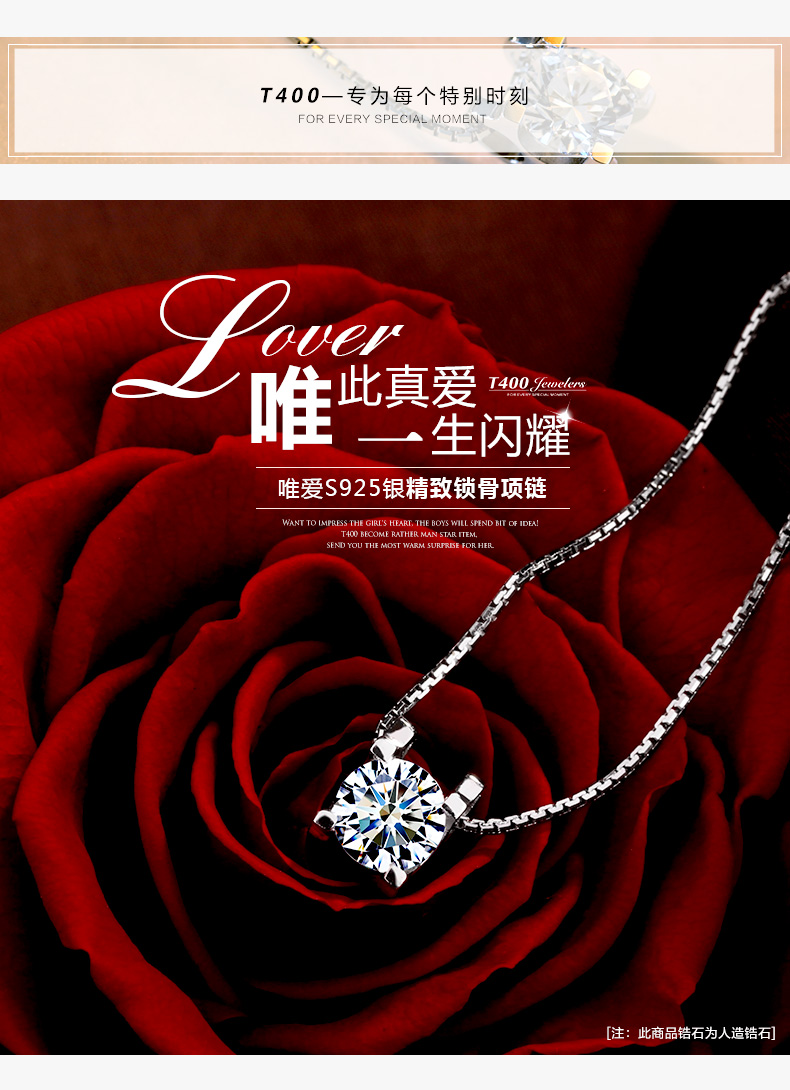 T400—专为每个特别时刻
FOR EVERY SPECIAL MOMENT
Lover
唯此真爱
T400 Jewelers
FOR EVERY SPECIAL MOMENT
一生闪耀
唯爱S925银精致锁骨项链
WANT TO IMPRESS THE GIRL'S HEART, THE BOYS WILL SPEND BIT OF IDEA!
T400 BECOME RATHER MAN STAR ITEM,
SEND YOU THE MOST WARM SURPRISE FOR HER.
[注：此商品锆石为人造锆石]